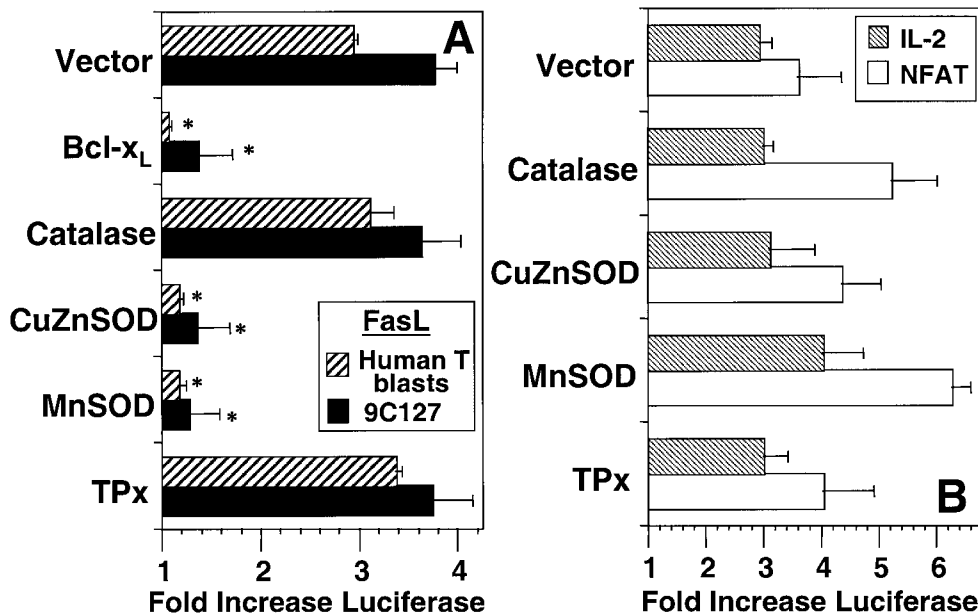 A
Vector
Bcl-xL
*
*
Catalase
CuZnSOD
*
*
MnSOD
*
*
TPx
FasL
Human T
blasts
9C127
1 2 3 4
Fold Increase Luciferase
IL-2
NFAT
Vector
Catalase
CuZnSOD
MnSOD
TPx
B
1 2 3 4 5 6
Fold Increase Luciferase